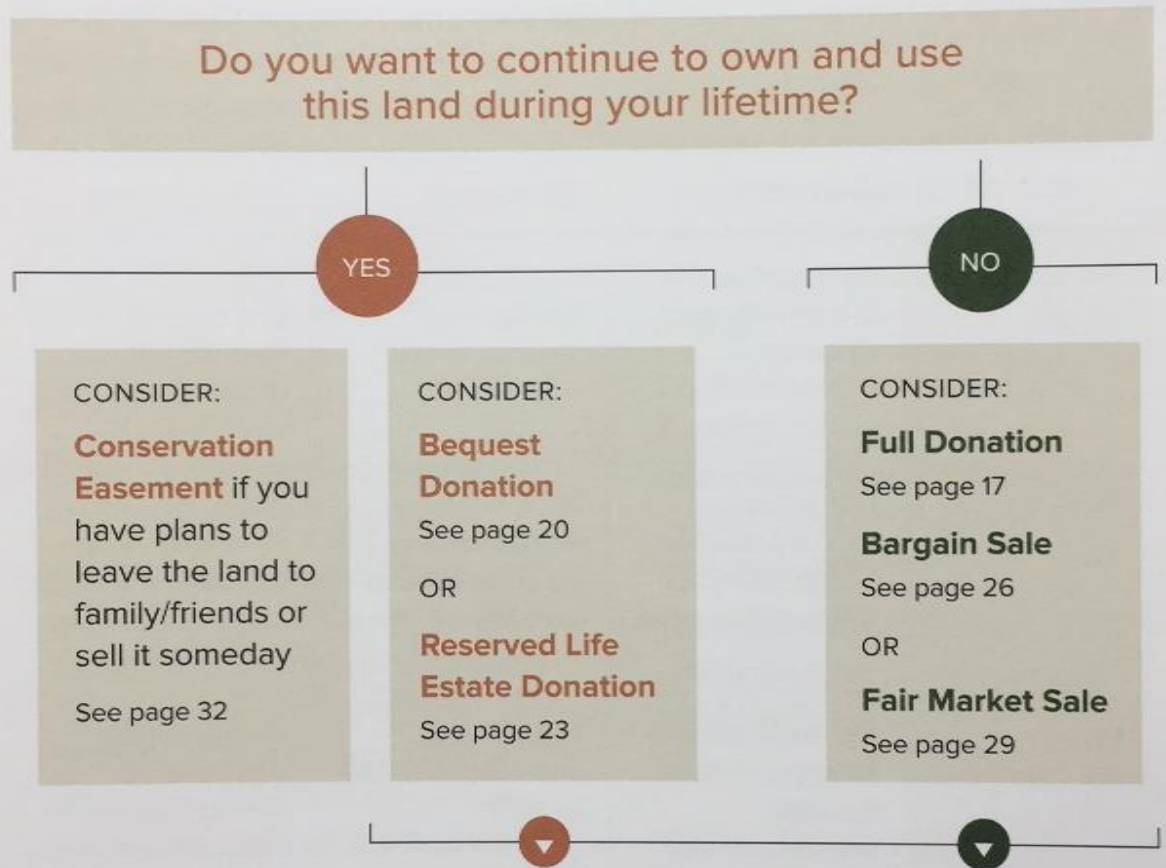 Do you want to continue to own and use
this land during your lifetime?
YES
NO
CONSIDER:
Conservation
Easement if you
have plans to
leave the land to
family/friends or
sell it someday
See page 32
CONSIDER:
Bequest
Donation
See page 20
OR
Reserved Life
Estate Donation
See page 23
CONSIDER:
Full Donation
See page 17
Bargain Sale
See page 26
OR
Fair Market Sale
See page 29